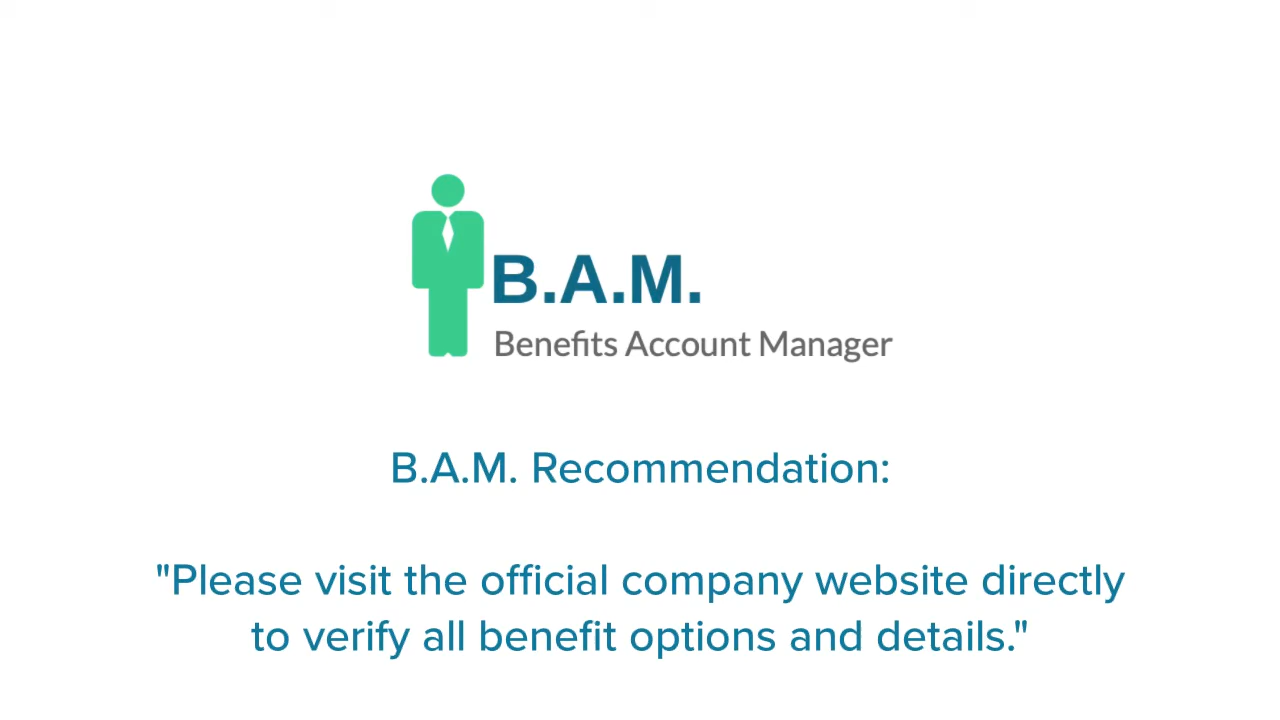 B.A.M.
Benefits Account Manager
B.A.M. Recommendation:
"Please visit the official company website directly
to verify all benefit options and details."